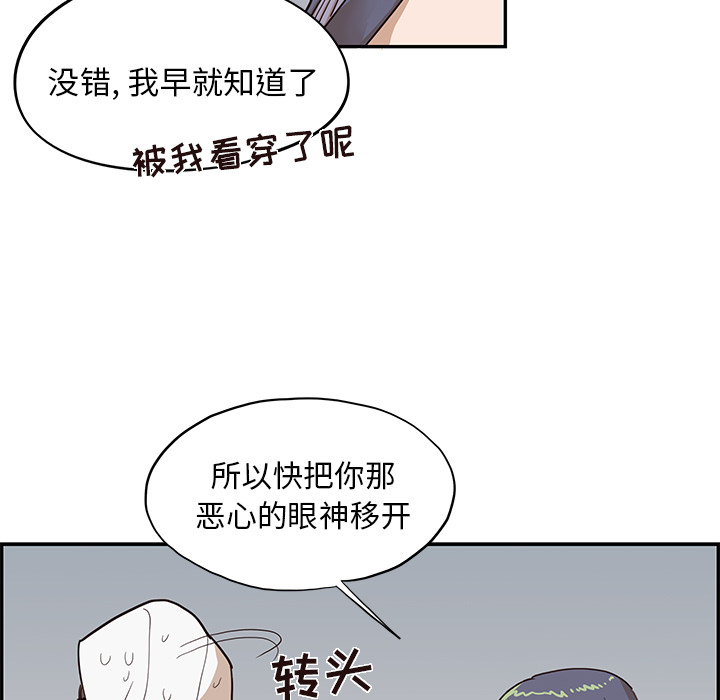 没错, 我早就知道了
被我看穿了呢
所以快把你那
恶心的眼神移开
转头